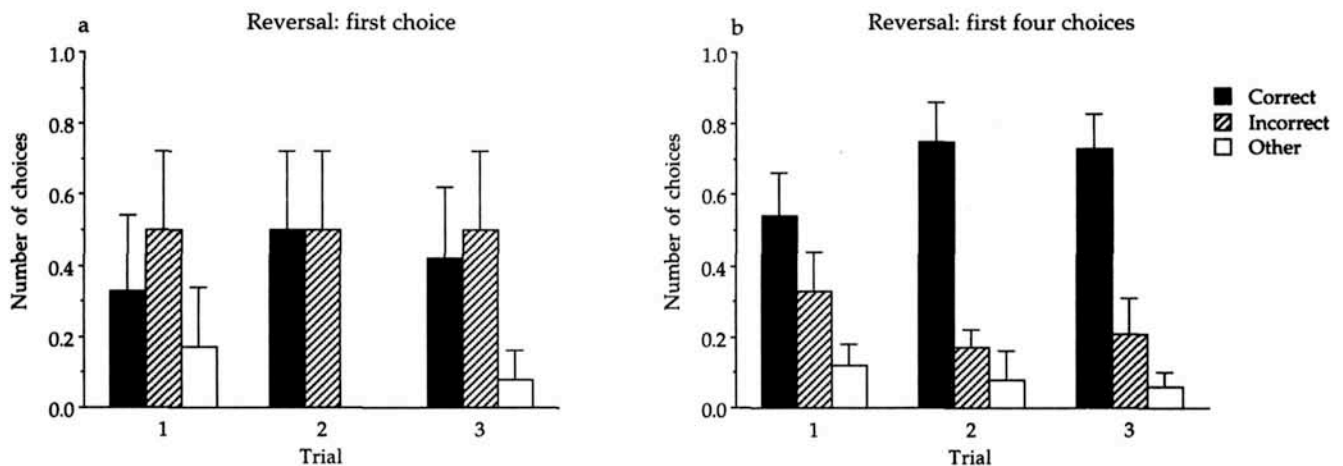 a
Reversal: first choice
1.0
0.8
0.6
0.4
0.2
0.0
Number of choices
1 2 3
Trial
b
Reversal: first four choices
1.0
0.8
0.6
0.4
0.2
0.0
Number of choices
1 2 3
Trial
Correct
Incorrect
Other